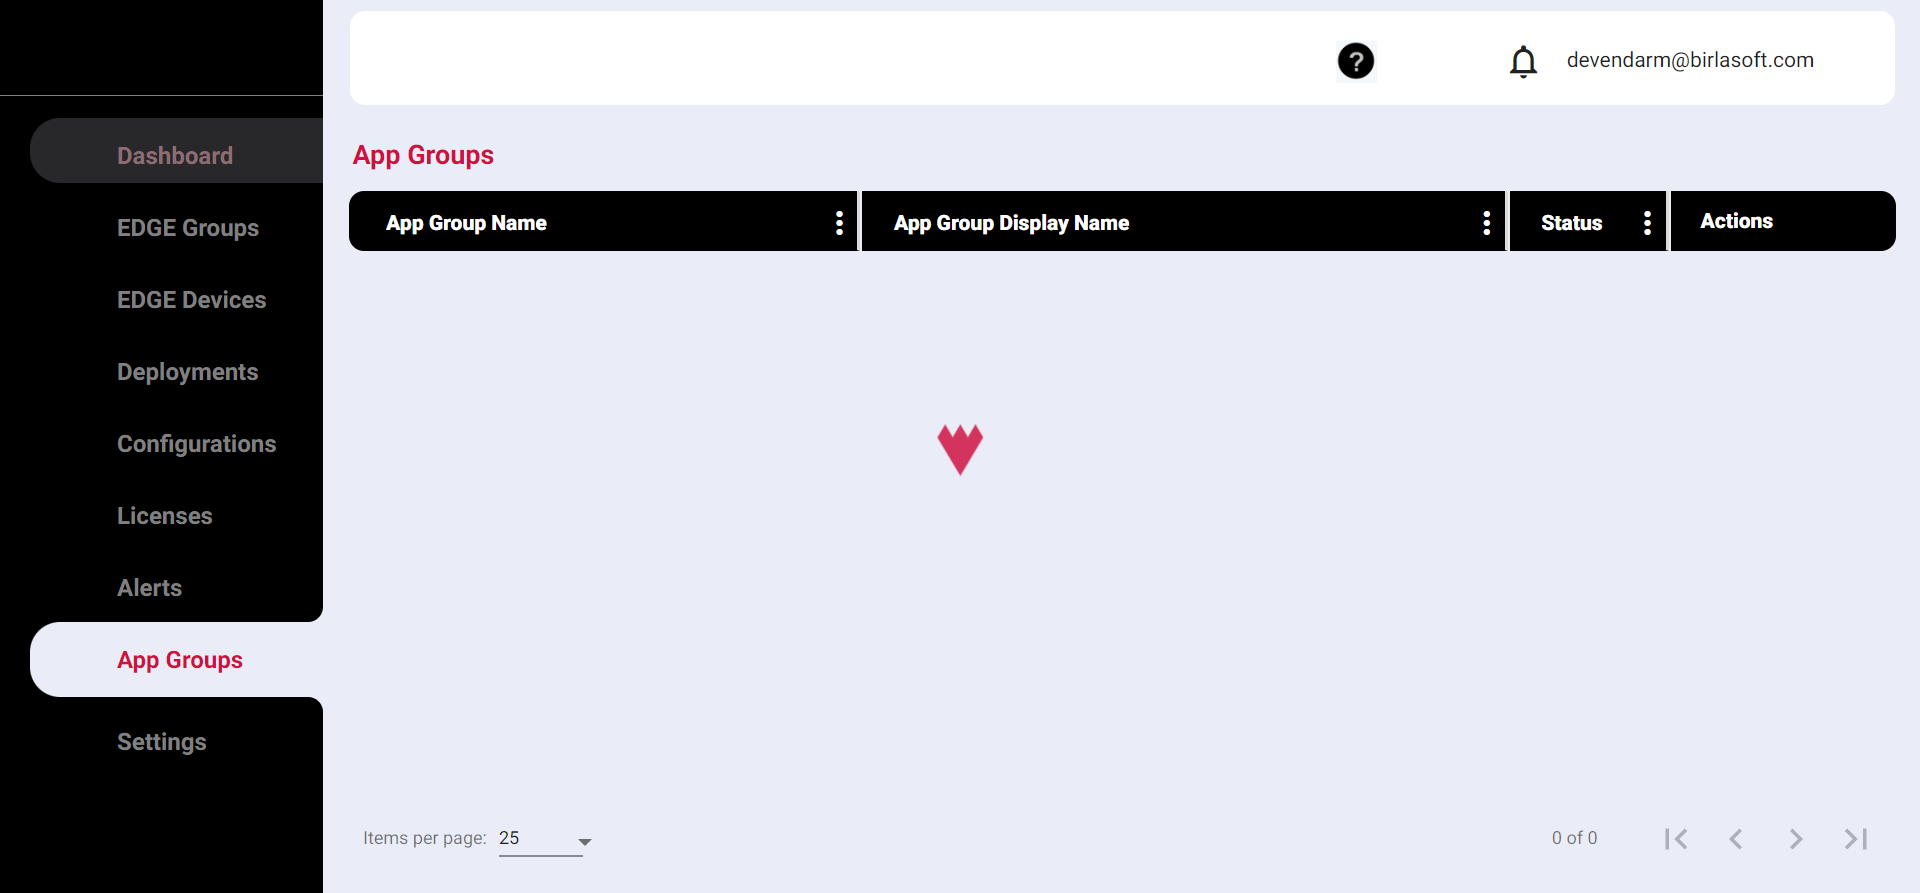 devendarm@birlasoft.com
Dashboard
EDGE Groups
EDGE Devices
Deployments
Configurations
Licenses
Alerts
App Groups
Settings
App Groups
App Group Name
App Group Display Name
Status
Actions
Items per page: 25
0 of 0